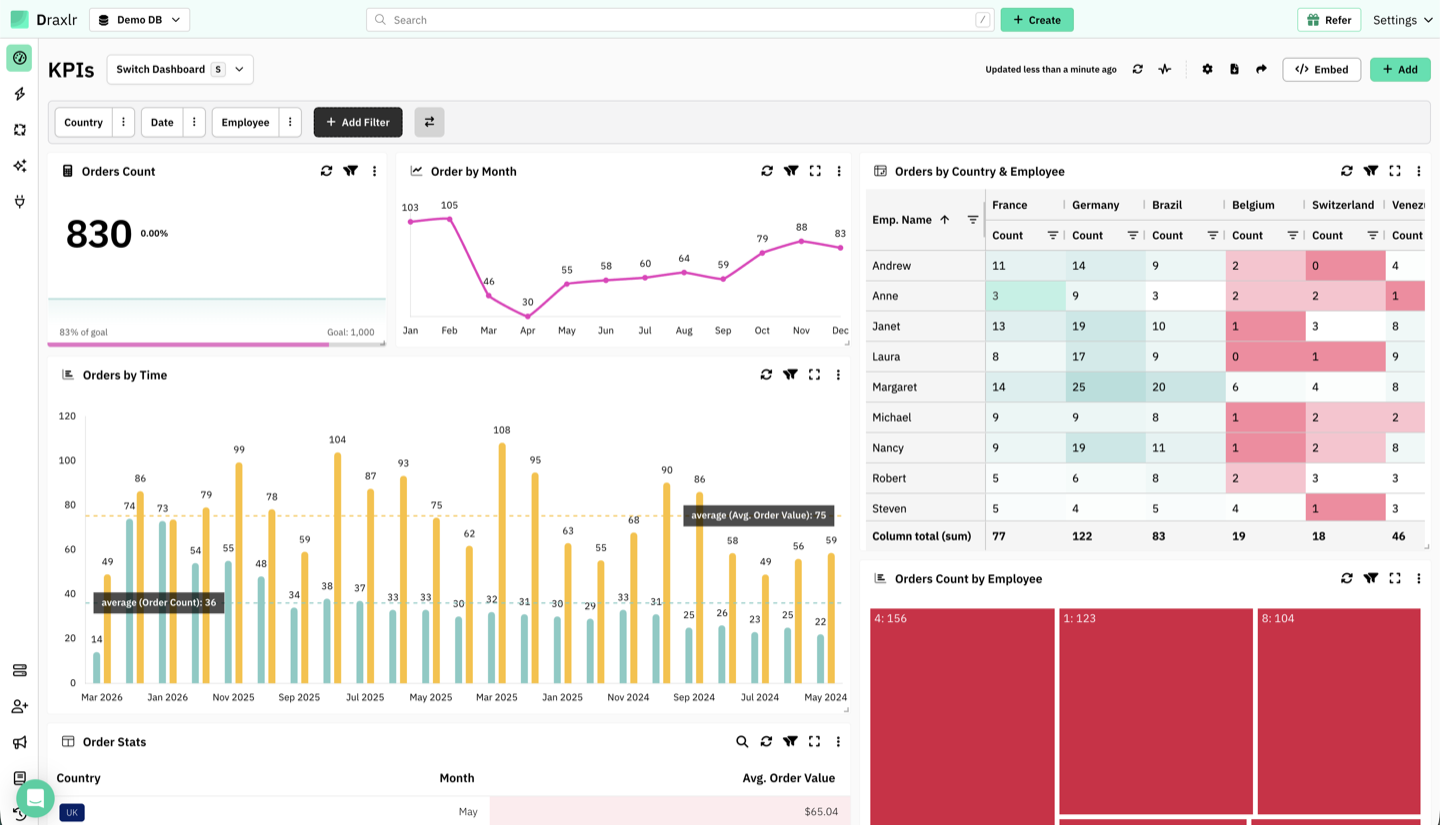 Draxlr
Demo DB
Search
/
+ Create
Refer
Settings
KPIs
Switch Dashboard S
Updated less than a minute ago
</> Embed
+ Add
Country
Date
Employee
+ Add Filter
Orders Count
830 0.00%
83% of goal
Goal: 1,000
Order by Month
103 105 46 30 55 58 60 64 59 79 88 83
Jan Feb Mar Apr May Jun Jul Aug Sep Oct Nov Dec
Orders by Country & Employee
Emp. Name France Germany Brazil Belgium Switzerland Venezu
Count Count Count Count Count Count
Andrew 11 14 9 2 0 4
Anne 3 9 3 2 2 1
Janet 13 19 10 1 3 8
Laura 8 17 9 0 1 9
Margaret 14 25 20 6 4 8
Michael 9 9 8 1 2 2
Nancy 9 19 11 1 2 8
Robert 5 6 8 2 3 3
Steven 5 4 5 4 1 3
Column total (sum) 77 122 83 19 18 46
Orders by Time
120
100
80
60
40
20
0
14 49 74 86 73 54 79 55 99 48 78 34 59 38 104 37 87 33 93 33 75 30 62 32 108 31 95 30 63 29 55 33 68 31 90 25 86 26 58 23 49 25 56 22 59
average (Avg. Order Value): 75
average (Order Count): 36
Mar 2026 Jan 2026 Nov 2025 Sep 2025 Jul 2025 May 2025 Mar 2025 Jan 2025 Nov 2024 Sep 2024 Jul 2024 May 2024
Orders Count by Employee
4: 156
1: 123
8: 104
Order Stats
Country Month Avg. Order Value
UK May $65.04